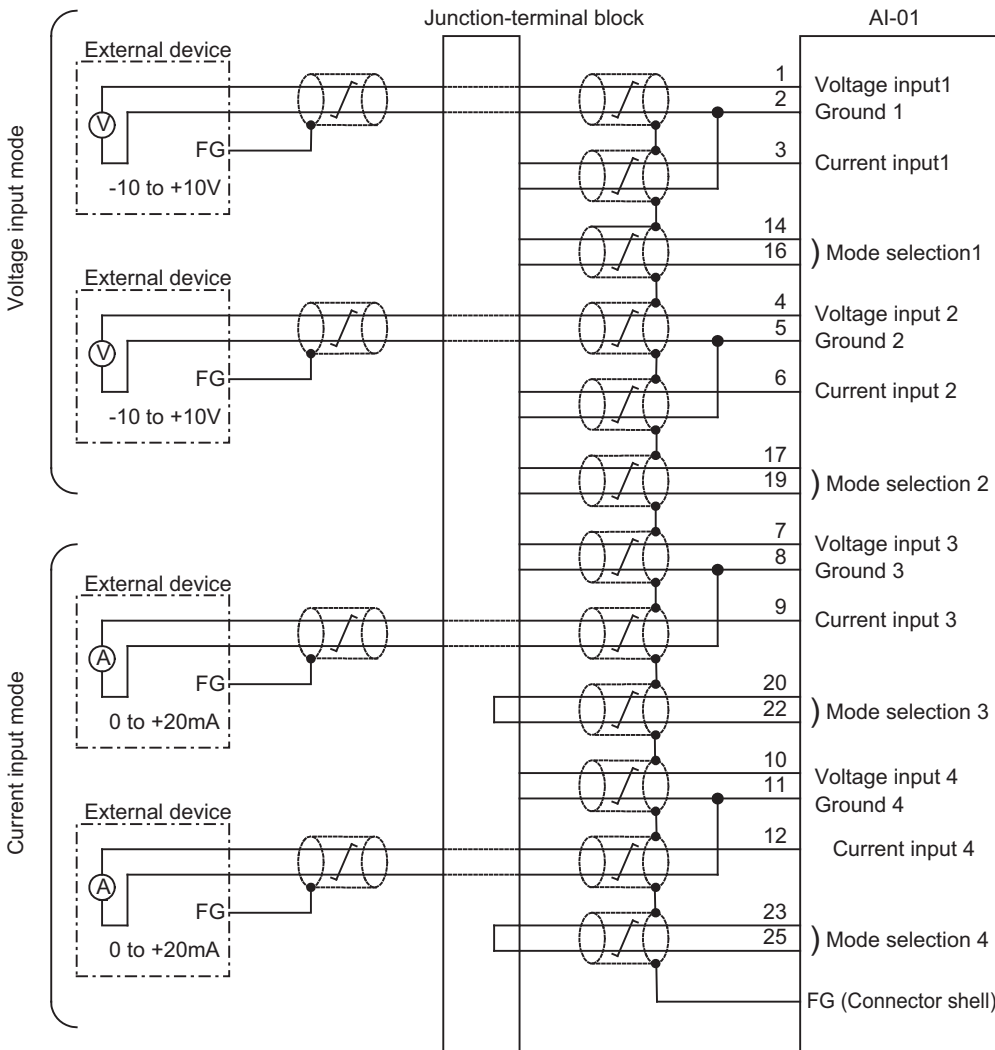 Junction-terminal block
AI-01
Voltage input mode
External device
V
FG
-10 to +10V
1
Voltage input1
2
Ground 1
3
Current input1
14
16
) Mode selection1
External device
V
FG
-10 to +10V
4
Voltage input 2
5
Ground 2
6
Current input 2
17
19
) Mode selection 2
7
Voltage input 3
8
Ground 3
Current input mode
External device
A
FG
0 to +20mA
9
Current input 3
20
22
) Mode selection 3
10
Voltage input 4
11
Ground 4
External device
A
FG
0 to +20mA
12
Current input 4
23
25
) Mode selection 4
FG (Connector shell)